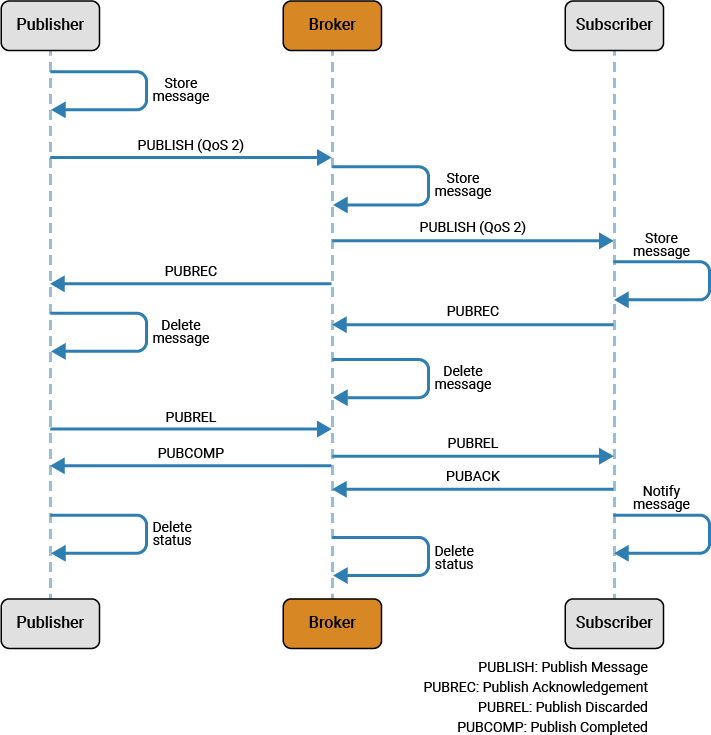 Publisher
Broker
Subscriber
Store
message
PUBLISH (QoS 2)
Store
message
PUBLISH (QoS 2)
Store
message
PUBREC
PUBREC
Delete
message
Delete
message
PUBREL
PUBREL
PUBCOMP
PUBACK
Notify
message
Delete
status
Delete
status
Publisher
Broker
Subscriber
PUBLISH: Publish Message
PUBREC: Publish Acknowledgement
PUBREL: Publish Discarded
PUBCOMP: Publish Completed